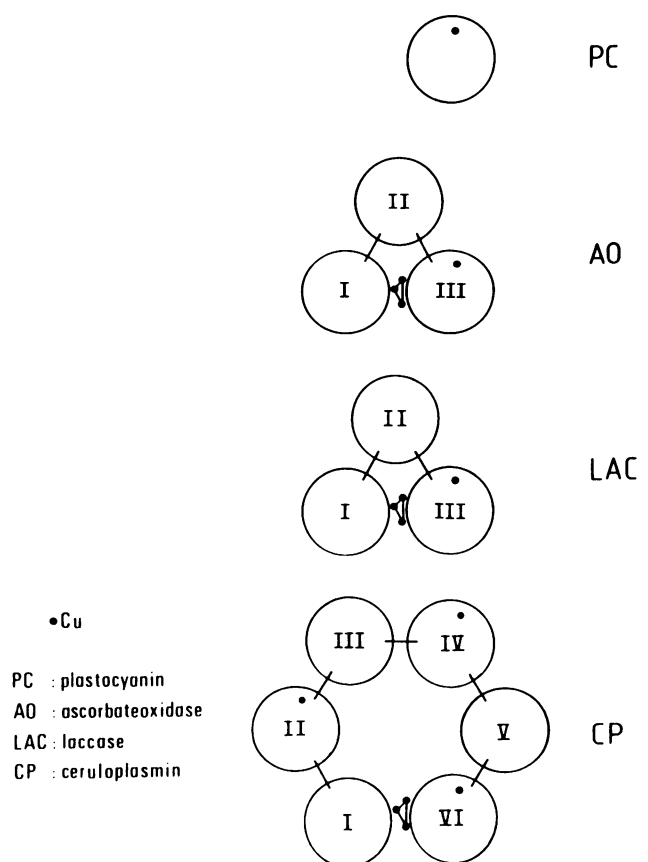 PC
II
AO
I III
II
LAC
I III
•Cu
III IV
PC : plastocyanin
AO : ascorbateoxidase
II V CP
LAC : laccase
CP : ceruloplasmin
I VI